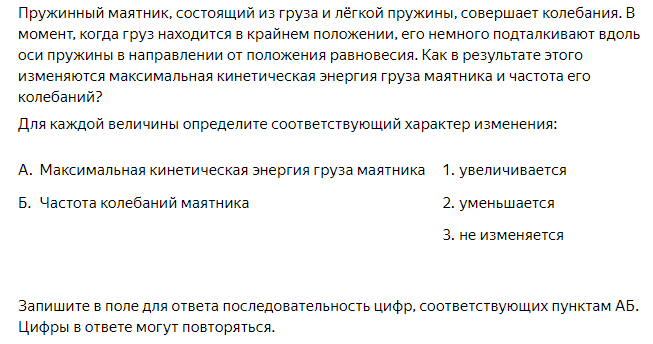 Пружинный маятник, состоящий из груза и лёгкой пружины, совершает колебания. В
момент, когда груз находится в крайнем положении, его немного подталкивают вдоль
оси пружины в направлении от положения равновесия. Как в результате этого
изменяются максимальная кинетическая энергия груза маятника и частота его
колебаний?
Для каждой величины определите соответствующий характер изменения:
А. Максимальная кинетическая энергия груза маятника 1. увеличивается
Б. Частота колебаний маятника 2. уменьшается
3. не изменяется
Запишите в поле для ответа последовательность цифр, соответствующих пунктам АБ.
Цифры в ответе могут повторяться.